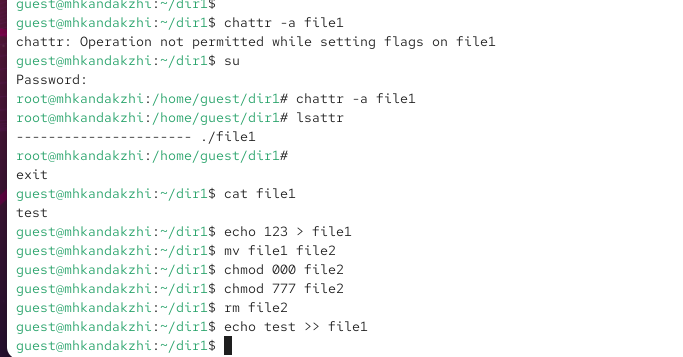 guest@mhkandakzhi:~/dir1$
guest@mhkandakzhi:~/dir1$ chattr -a file1
chattr: Operation not permitted while setting flags on file1
guest@mhkandakzhi:~/dir1$ su
Password:
root@mhkandakzhi:/home/guest/dir1# chattr -a file1
root@mhkandakzhi:/home/guest/dir1# lsattr
---------------------- ./file1
root@mhkandakzhi:/home/guest/dir1#
exit
guest@mhkandakzhi:~/dir1$ cat file1
test
guest@mhkandakzhi:~/dir1$ echo 123 > file1
guest@mhkandakzhi:~/dir1$ mv file1 file2
guest@mhkandakzhi:~/dir1$ chmod 000 file2
guest@mhkandakzhi:~/dir1$ chmod 777 file2
guest@mhkandakzhi:~/dir1$ rm file2
guest@mhkandakzhi:~/dir1$ echo test >> file1
guest@mhkandakzhi:~/dir1$